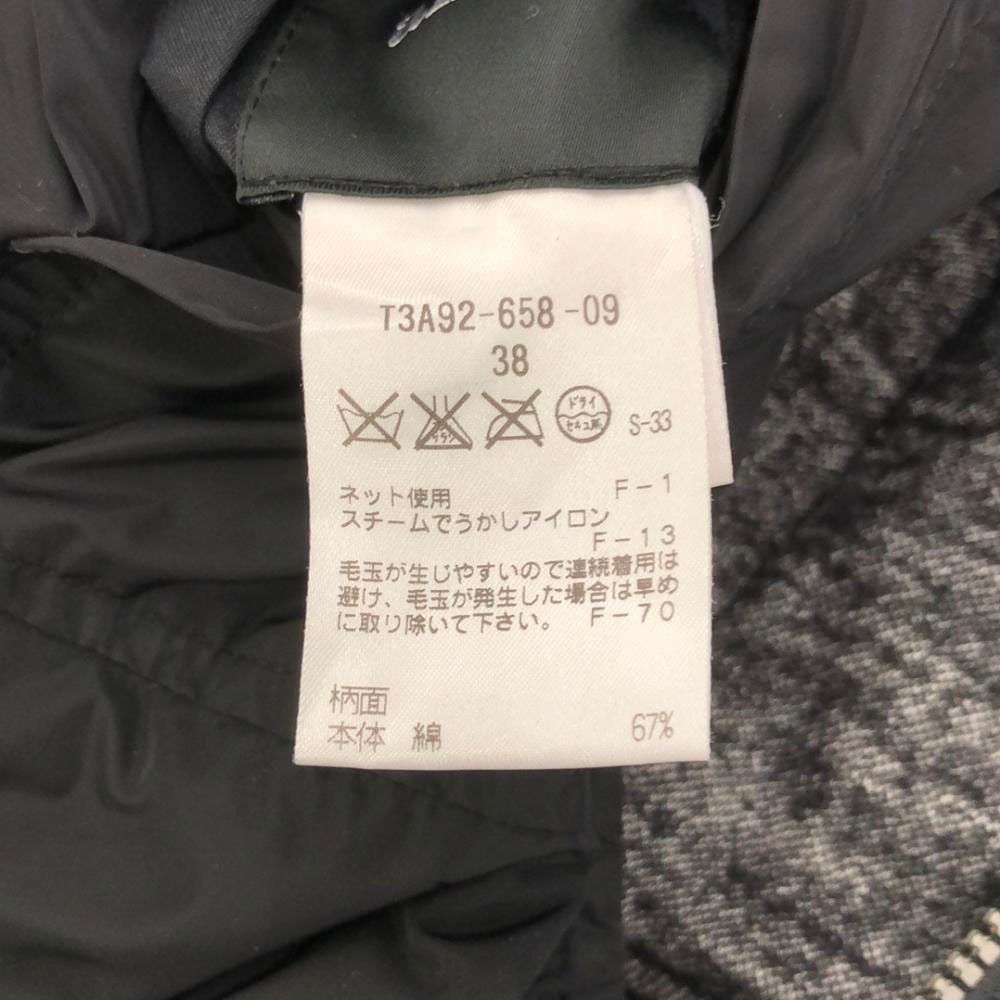 T3A92-658-09
38
ドライ
セキユ系
S-33
ネット使用 F-1
スチームでうかしアイロン
F-13
毛玉が生じやすいので連続着用は
避け、毛玉が発生した場合は早め
に取り除いて下さい。 F-70
柄面
本体 綿 67%